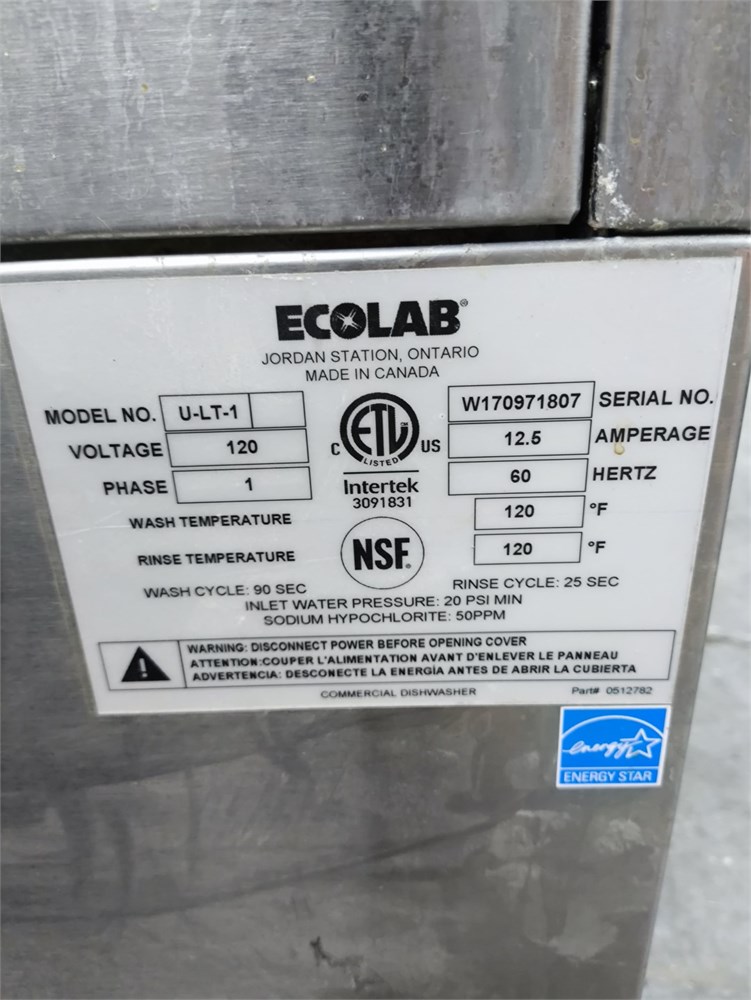 ECOLAB®
JORDAN STATION, ONTARIO
MADE IN CANADA
MODEL NO. U-LT-1
W170971807 SERIAL NO.
VOLTAGE 120
12.5 AMPERAGE
PHASE 1
60 HERTZ
C ETL US
LISTED
Intertek
3091831
WASH TEMPERATURE 120 °F
RINSE TEMPERATURE 120 °F
NSF®
WASH CYCLE: 90 SEC RINSE CYCLE: 25 SEC
INLET WATER PRESSURE: 20 PSI MIN
SODIUM HYPOCHLORITE: 50PPM
WARNING: DISCONNECT POWER BEFORE OPENING COVER
ATTENTION:COUPER L'ALIMENTATION AVANT D'ENLEVER LE PANNEAU
ADVERTENCIA: DESCONECTE LA ENERGÍA ANTES DE ABRIR LA CUBIERTA
COMMERCIAL DISHWASHER Part# 0512782
energy
ENERGY STAR